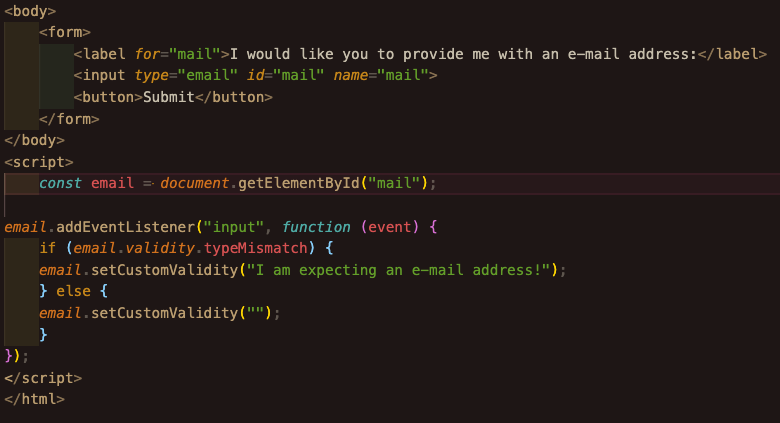 <body>
    <form>
        <label for="mail">I would like you to provide me with an e-mail address:</label>
        <input type="email" id="mail" name="mail">
        <button>Submit</button>
    </form>
</body>
<script>
    const email = document.getElementById("mail");

email.addEventListener("input", function (event) {
    if (email.validity.typeMismatch) {
    email.setCustomValidity("I am expecting an e-mail address!");
    } else {
    email.setCustomValidity("");
    }
});
</script>
</html>